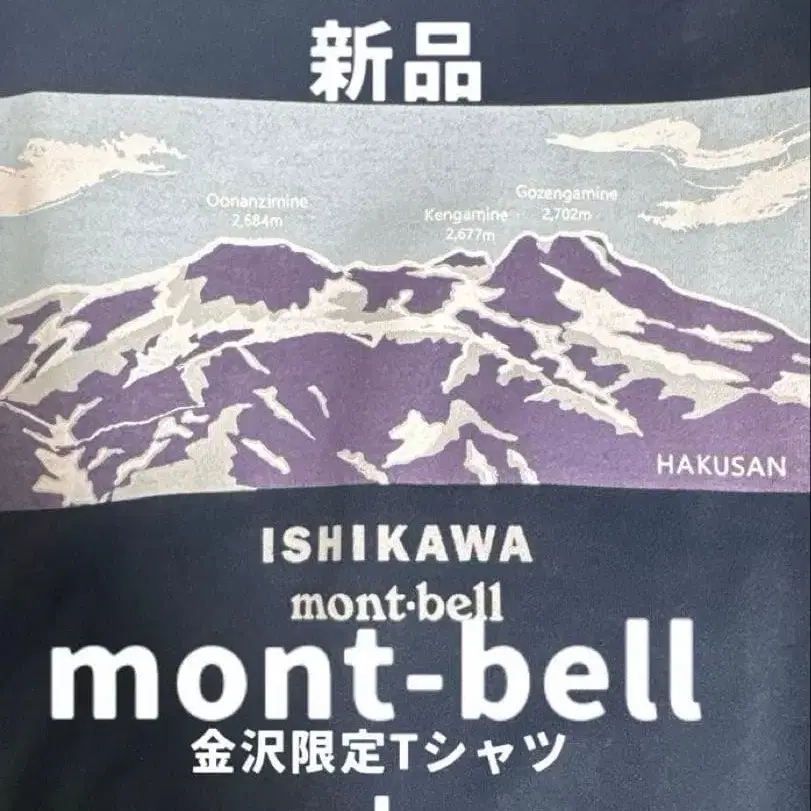 新品
Oonanzimine
2,684m
Gozengamine
2,702m
Kengamine
2,677m
HAKUSAN
ISHIKAWA
mont·bell
mont-bell
金沢限定Tシャツ